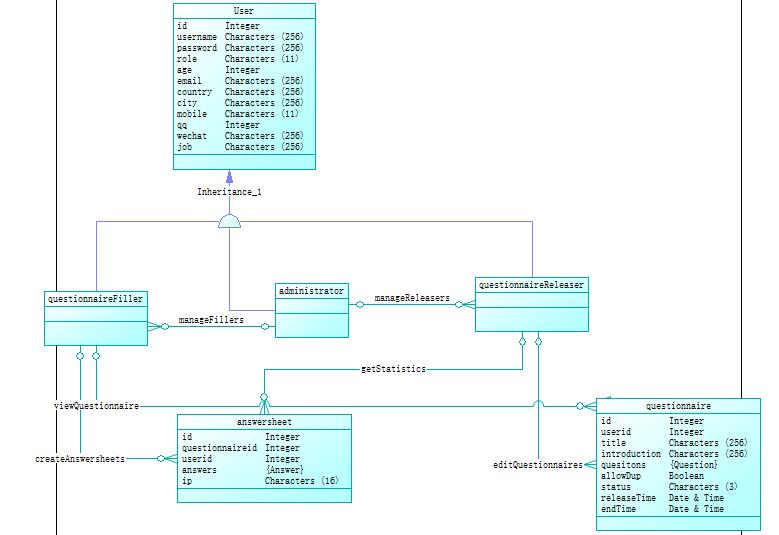 User
id Integer
username Characters (256)
password Characters (256)
role Characters (11)
age Integer
email Characters (256)
country Characters (256)
city Characters (256)
mobile Characters (11)
qq Integer
wechat Characters (256)
job Characters (256)
Inheritance_1
questionnaireFiller
administrator
questionnaireReleaser
manageReleasers
manageFillers
getStatistics
viewQuestionnaire
answersheet
id Integer
questionnaireid Integer
userid Integer
answers {Answer}
ip Characters (16)
createAnswersheets
editQuestionnaires
questionnaire
id Integer
userid Integer
title Characters (256)
introduction Characters (256)
quesitons {Question}
allowDup Boolean
status Characters (3)
releaseTime Date & Time
endTime Date & Time